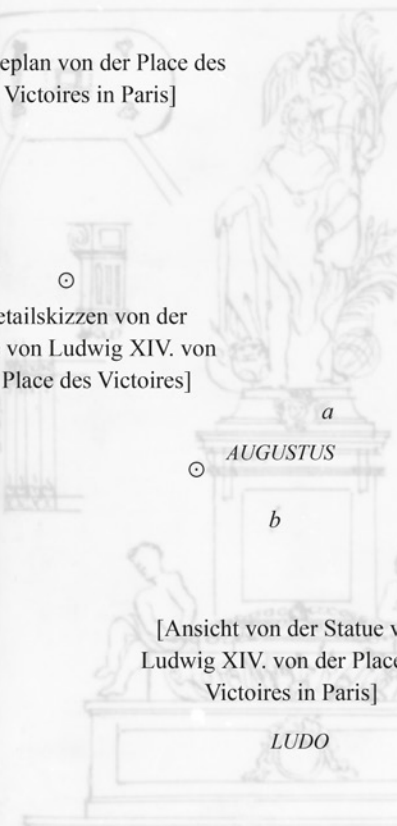 eplan von der Place des
Victoires in Paris]
etailskizzen von der
von Ludwig XIV. von
Place des Victoires]
a
AUGUSTUS
b
[Ansicht von der Statue v
Ludwig XIV. von der Place
Victoires in Paris]
LUDO